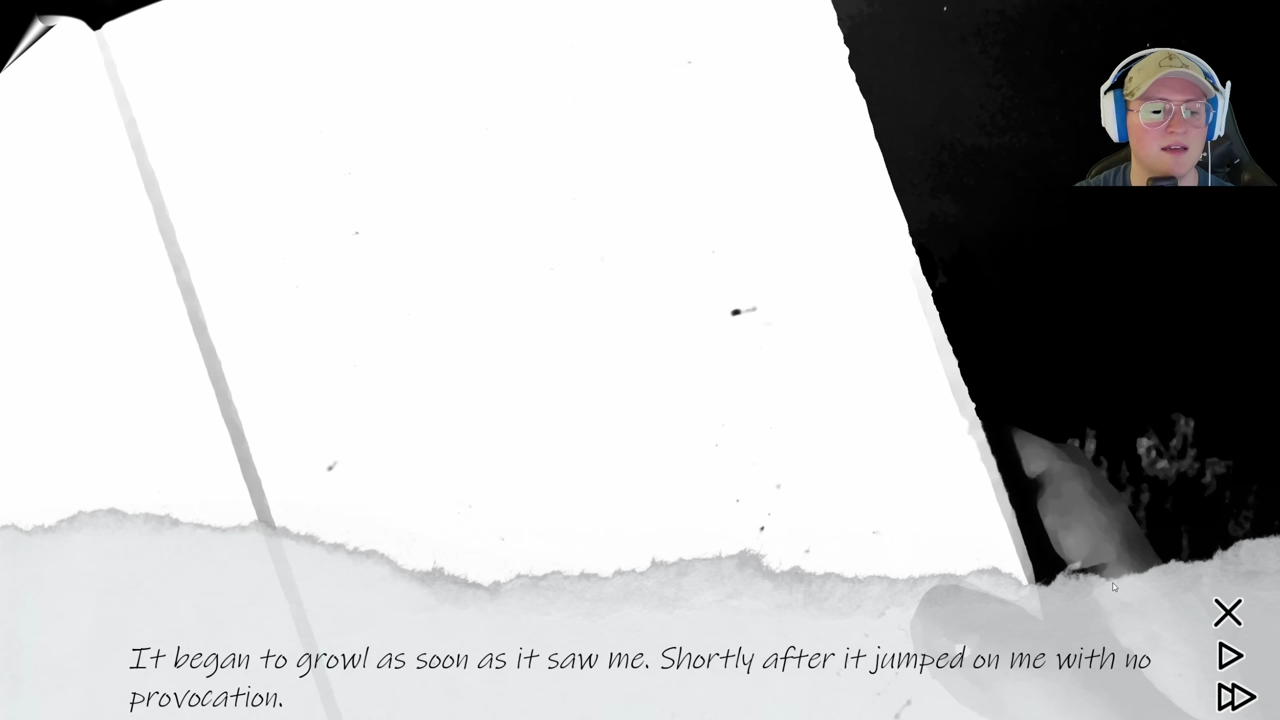 It began to growl as soon as it saw me. Shortly after it jumped on me with no
provocation.